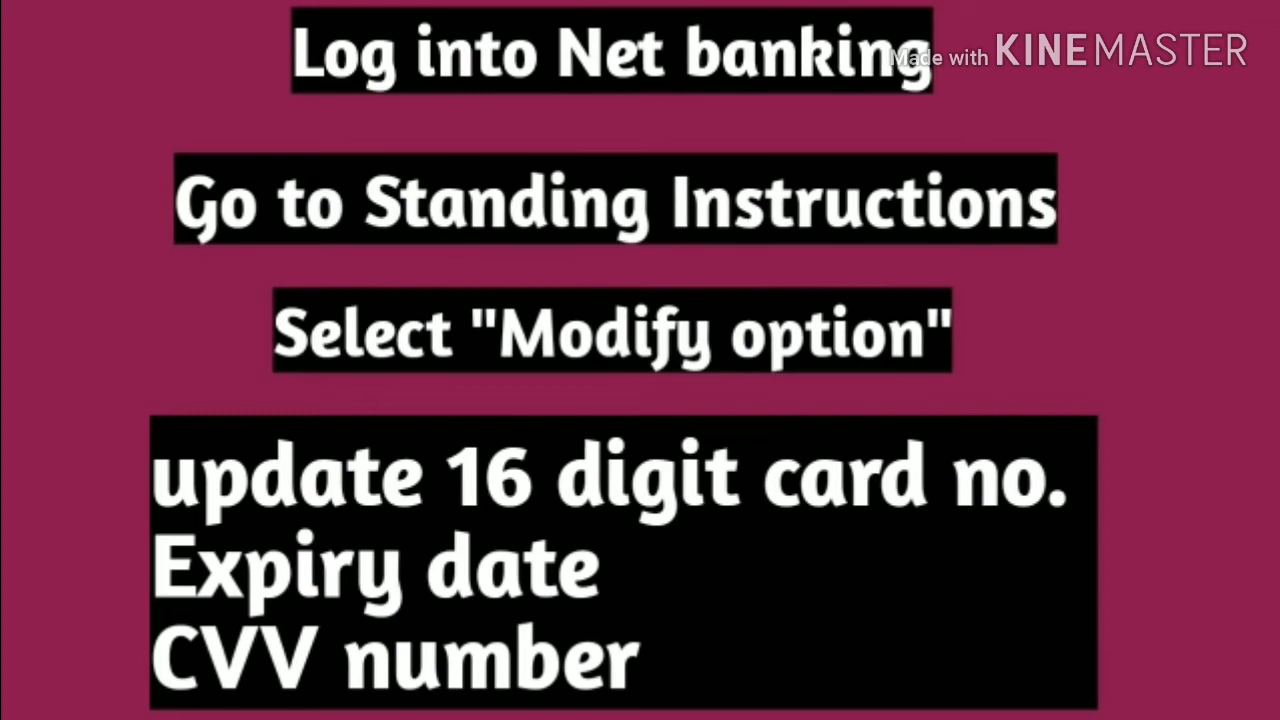 Log into Net banking
Made with KINEMASTER
Go to Standing Instructions
Select "Modify option"
update 16 digit card no.
Expiry date
CVV number